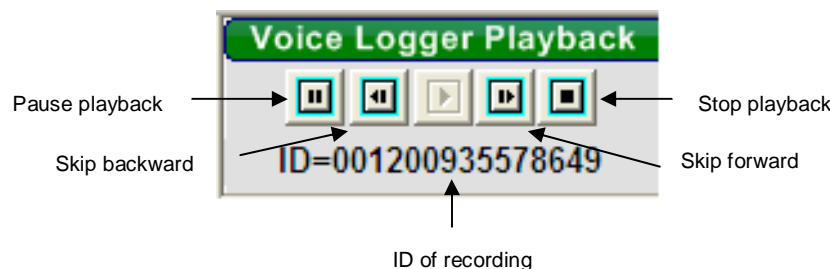 Voice Logger Playback
Pause playback
Stop playback
Skip backward
Skip forward
ID=001200935578649
ID of recording